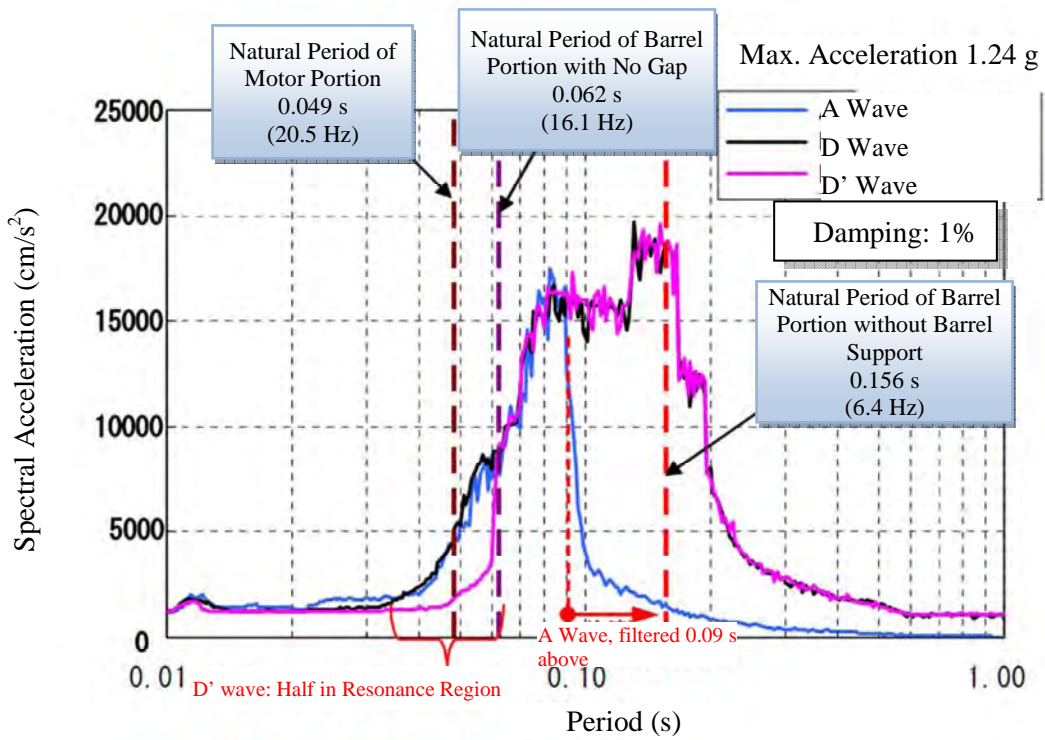 Natural Period of
Motor Portion
0.049 s
(20.5 Hz)
Natural Period of Barrel
Portion with No Gap
0.062 s
(16.1 Hz)
Max. Acceleration 1.24 g
A Wave
D Wave
D’ Wave
Damping: 1%
Natural Period of Barrel
Portion without Barrel
Support
0.156 s
(6.4 Hz)
Spectral Acceleration (cm/s²)
25000
20000
15000
10000
5000
0
A Wave, filtered 0.09 s
above
D’ wave: Half in Resonance Region
0.01
0.10
1.00
Period (s)